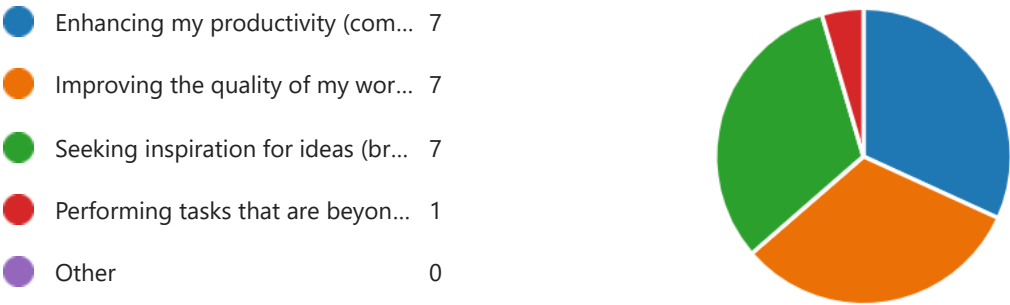 Enhancing my productivity (com... 7
Improving the quality of my wor... 7
Seeking inspiration for ideas (br... 7
Performing tasks that are beyon... 1
Other 0